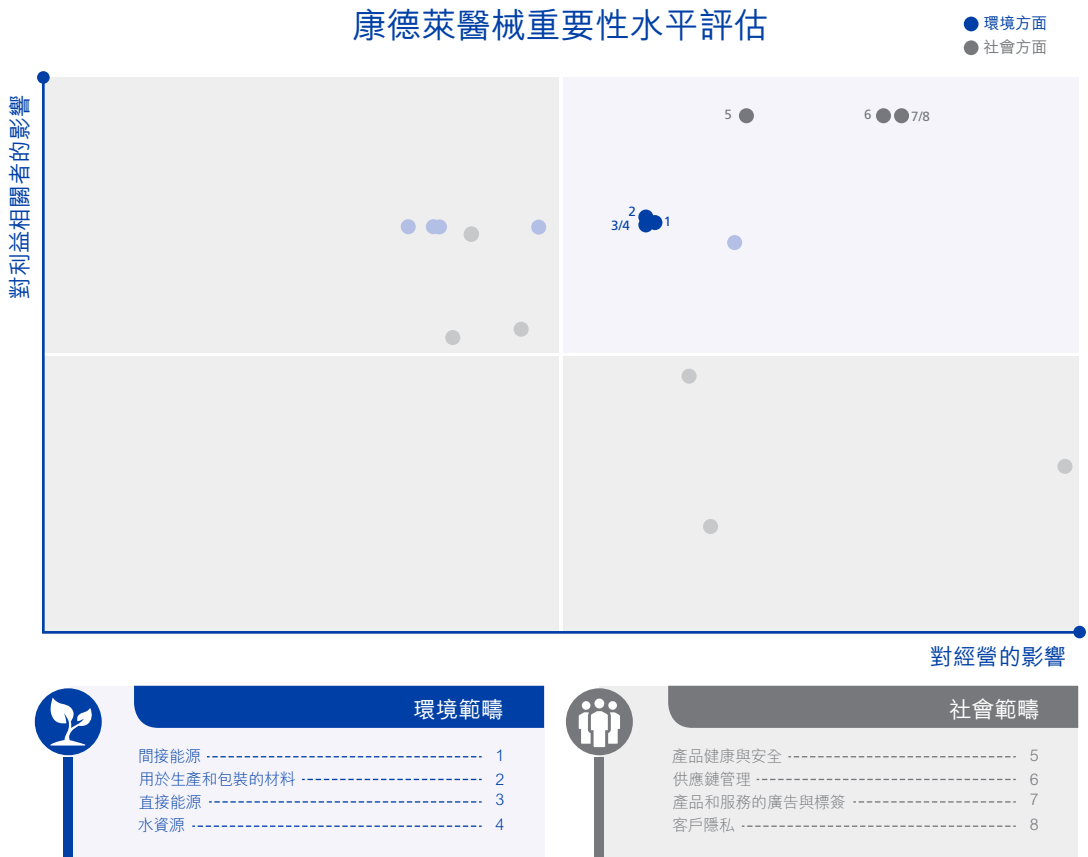 康德萊醫械重要性水平評估
環境方面
社會方面
對利益相關者的影響
5
6
7/8
2
3/4
1
對經營的影響
環境範疇
間接能源 1
用於生產和包裝的材料 2
直接能源 3
水資源 4
社會範疇
產品健康與安全 5
供應鏈管理 6
產品和服務的廣告與標簽 7
客戶隱私 8